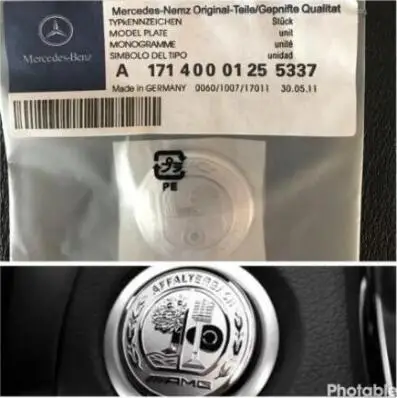 Mercedes-Nemz Original-Teile/Gepnifte Qualitat
TYPkENNZEICHEN Stück
MODEL PLATE unit
MONOGRAMME unité
SIMBOLO DEL TIPO unidad
Mercedes-Benz
A 171 400 01 25 5337
Made in GERMANY 0060/1007/17011 30.05.11
PE
AMG
Photable